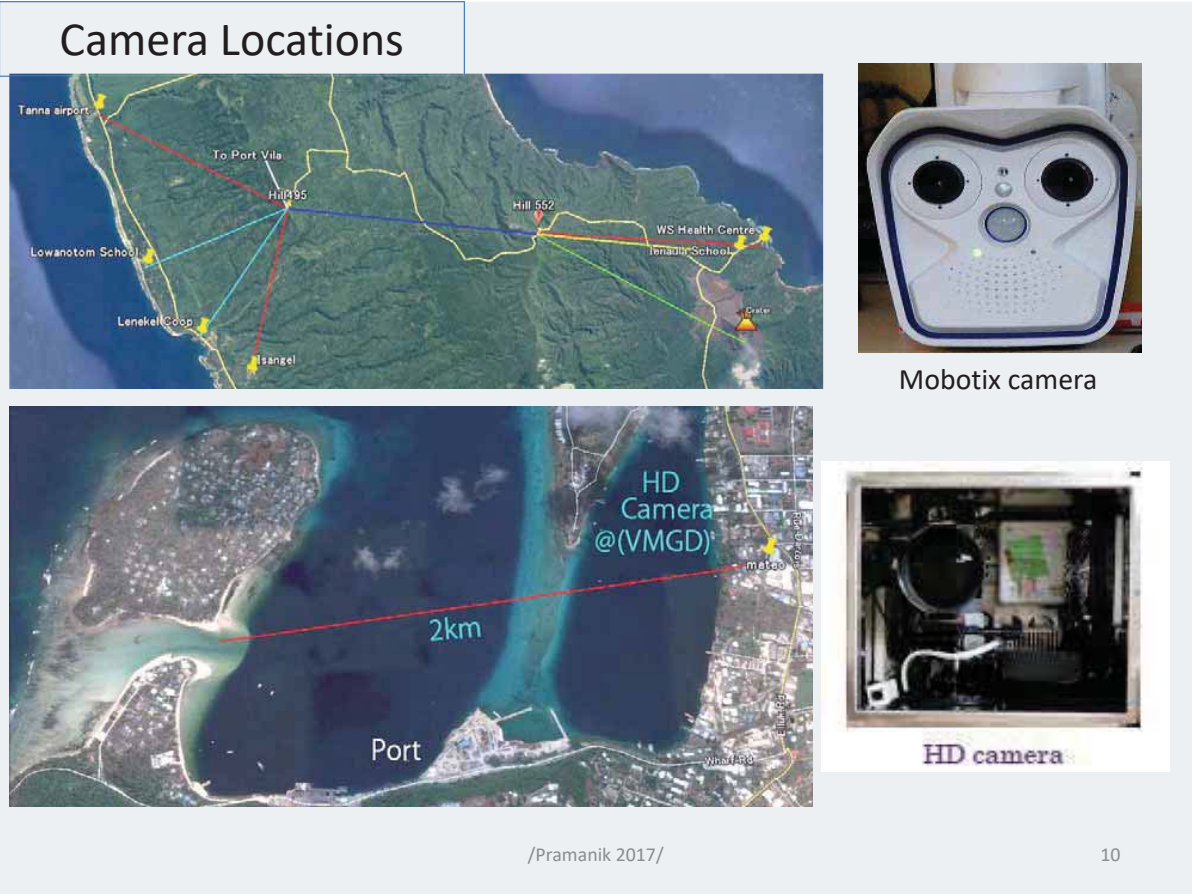 Camera Locations
Tanna airport
To Port Vila
Hill 495
Hill 552
WS Health Centre
Ienaula School
Lowanotom School
Lenekel Coop
Isangel
Crater
Mobotix camera
HD
Camera
@(VMGD)
meteo
2km
Port
Wharf Rd
HD camera
/Pramanik 2017/
10